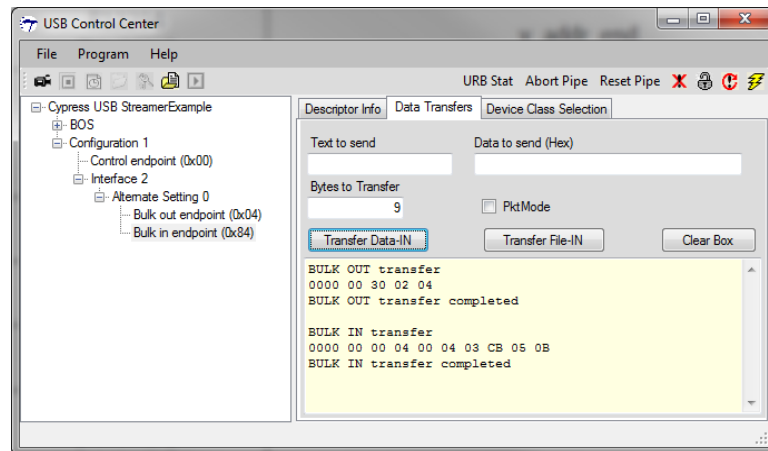 USB Control Center
File Program Help
URB Stat Abort Pipe Reset Pipe
Cypress USB StreamerExample
BOS
Configuration 1
Control endpoint (0x00)
Interface 2
Alternate Setting 0
Bulk out endpoint (0x04)
Bulk in endpoint (0x84)
Descriptor Info Data Transfers Device Class Selection
Text to send Data to send (Hex)
Bytes to Transfer
9 PktMode
Transfer Data-IN Transfer File-IN Clear Box
BULK OUT transfer
0000 00 30 02 04
BULK OUT transfer completed
BULK IN transfer
0000 00 00 04 00 04 03 CB 05 0B
BULK IN transfer completed